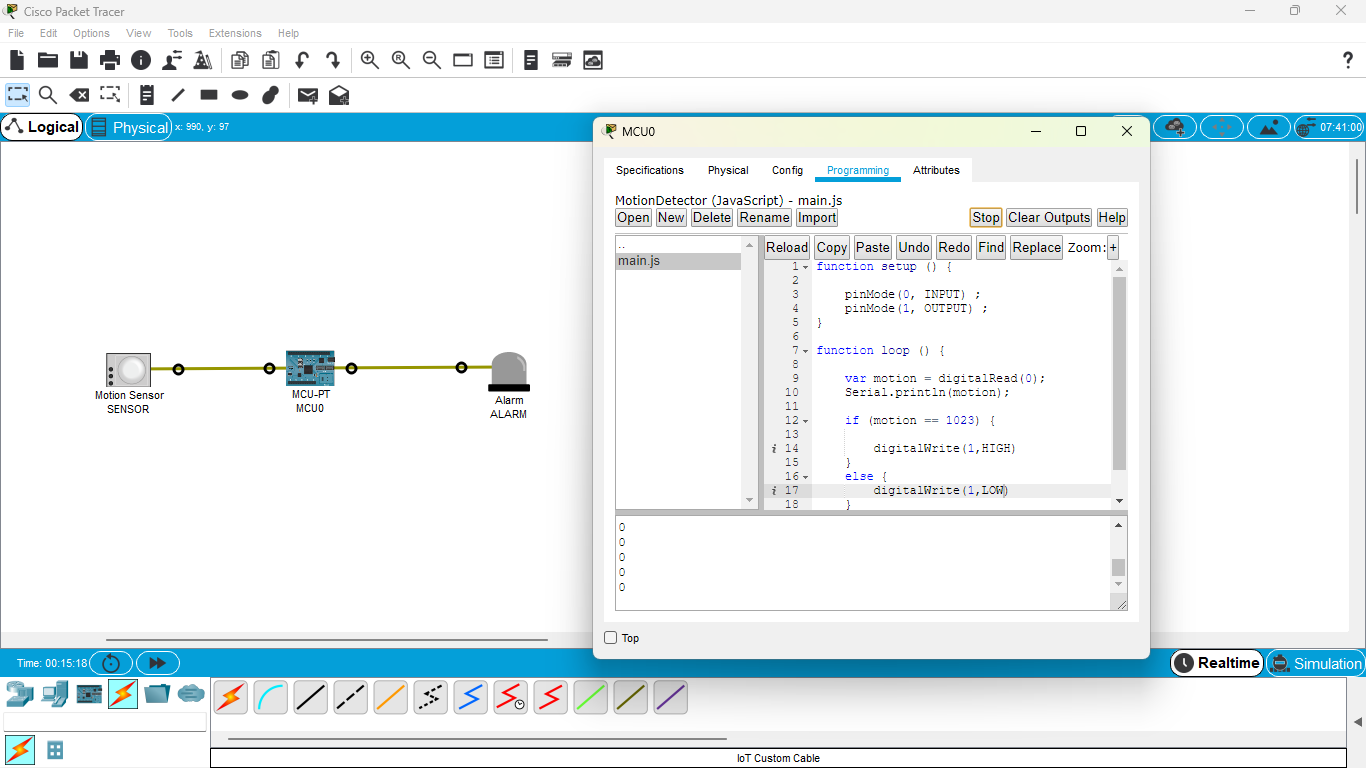 Cisco Packet Tracer
File Edit Options View Tools Extensions Help
Logical
Physical
x: 990, y: 97
07:41:00
Motion Sensor
SENSOR
MCU-PT
MCU0
Alarm
ALARM
MCU0
Specifications Physical Config Programming Attributes
MotionDetector (JavaScript) - main.js
Open New Delete Rename Import Stop Clear Outputs Help
..
main.js
Reload Copy Paste Undo Redo Find Replace Zoom: +
1 function setup () {
2
3 pinMode(0, INPUT) ;
4 pinMode(1, OUTPUT) ;
5 }
6
7 function loop () {
8
9 var motion = digitalRead(0);
10 Serial.println(motion);
11
12 if (motion == 1023) {
13
i 14 digitalWrite(1,HIGH)
15 }
16 else {
i 17 digitalWrite(1,LOW)
18 }
0
0
0
0
0
Top
Time: 00:15:18
Realtime
Simulation
IoT Custom Cable